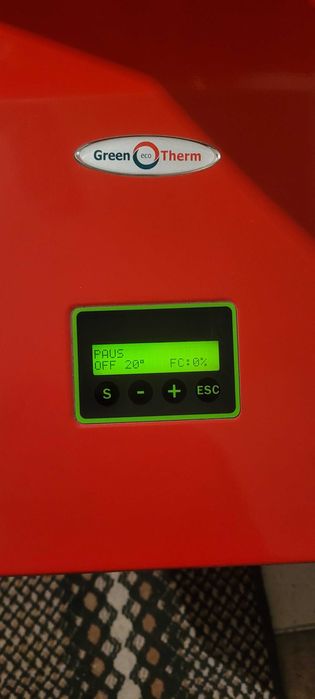 Green eco Therm
PAUS
OFF 20° FC:0%
S - + ESC